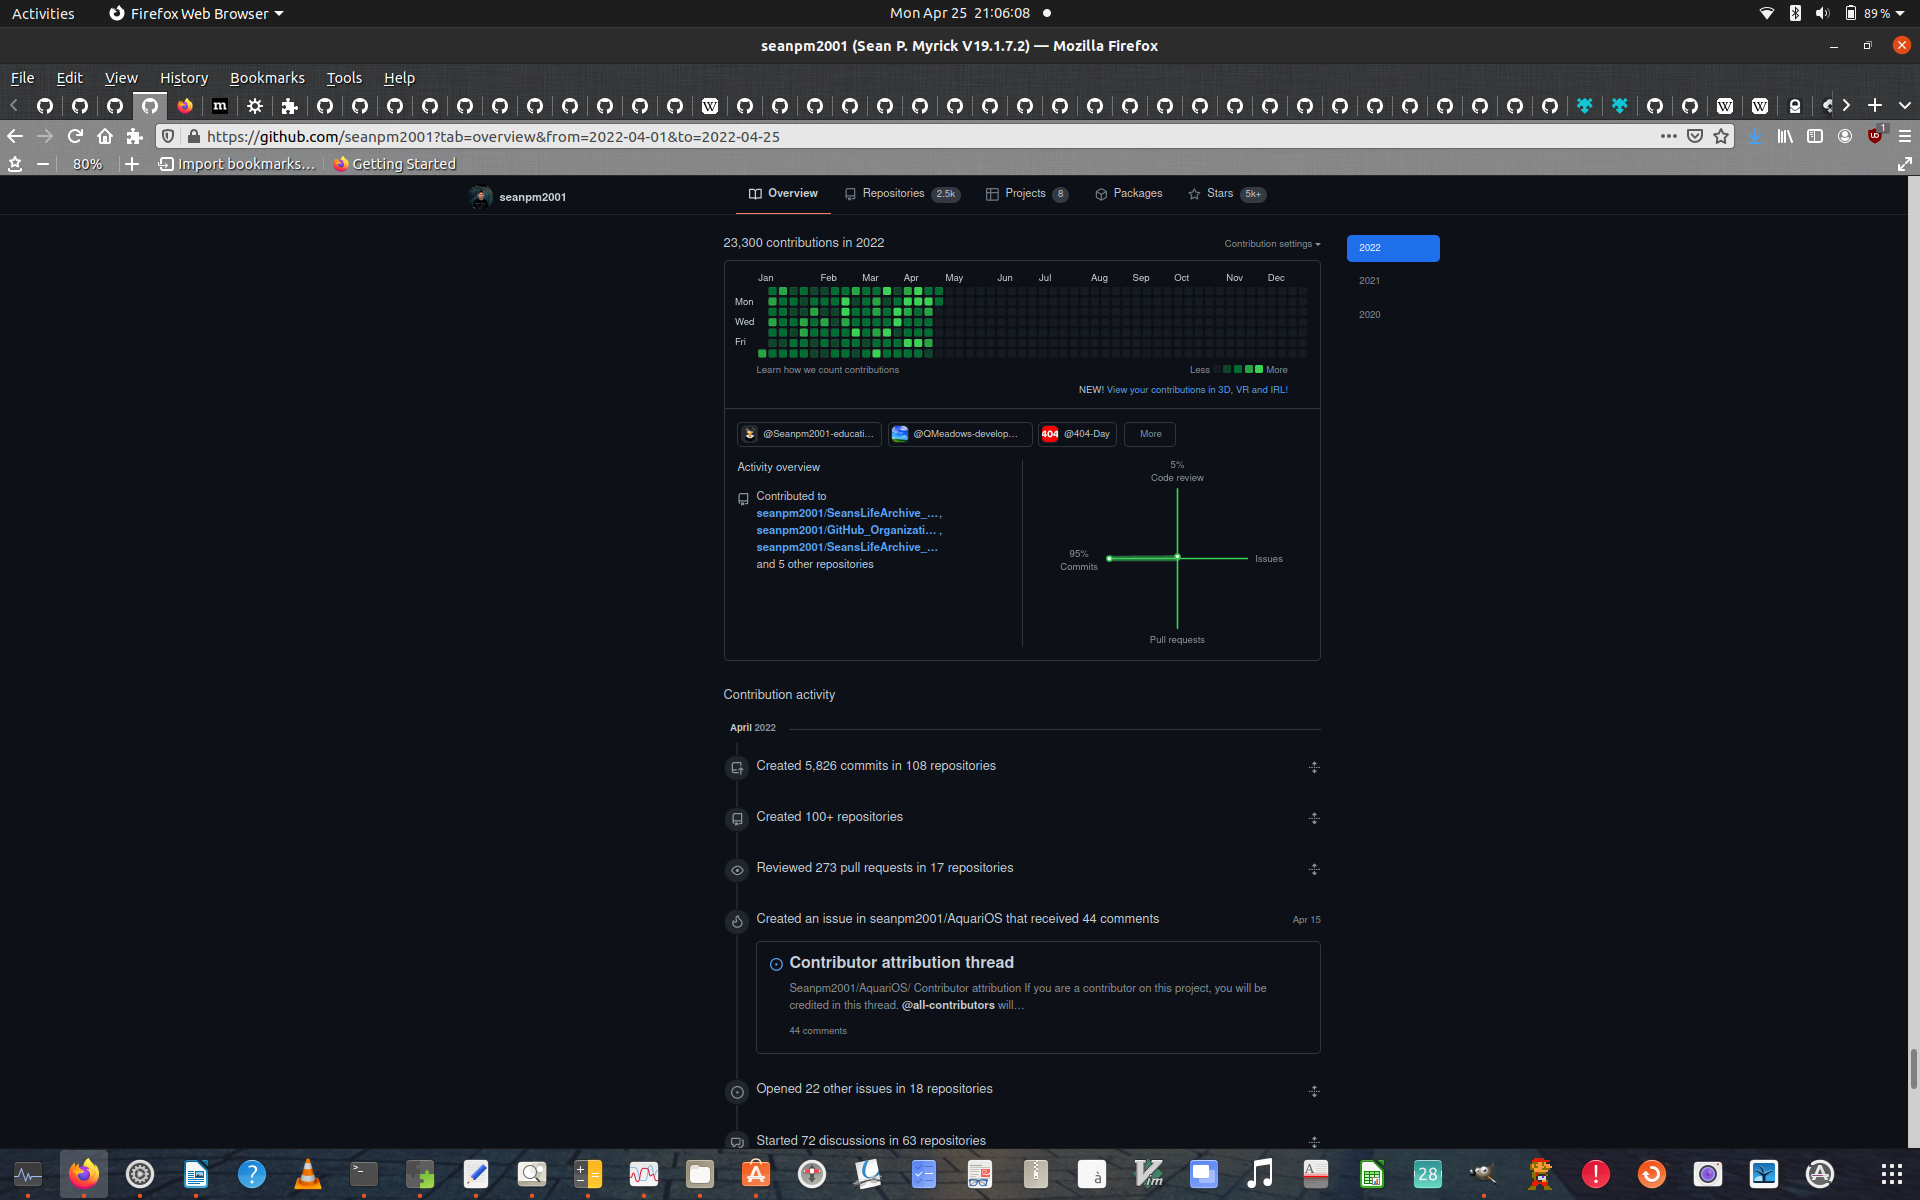 Activities
Firefox Web Browser
Mon Apr 25 21:06:08
89 %
seanpm2001 (Sean P. Myrick V19.1.7.2) — Mozilla Firefox
File Edit View History Bookmarks Tools Help
https://github.com/seanpm2001?tab=overview&from=2022-04-01&to=2022-04-25
80% Import bookmarks... Getting Started
seanpm2001
Overview Repositories 2.5k Projects 8 Packages Stars 5k+
23,300 contributions in 2022
Contribution settings
2022
2021
2020
Jan Feb Mar Apr May Jun Jul Aug Sep Oct Nov Dec
Mon
Wed
Fri
Learn how we count contributions
Less More
NEW! View your contributions in 3D, VR and IRL!
@Seanpm2001-educati... @QMeadows-develop... 404 @404-Day More
Activity overview
Contributed to
seanpm2001/SeansLifeArchive_... ,
seanpm2001/GitHub_Organizati... ,
seanpm2001/SeansLifeArchive_...
and 5 other repositories
5%
Code review
95%
Commits
Issues
Pull requests
Contribution activity
April 2022
Created 5,826 commits in 108 repositories
Created 100+ repositories
Reviewed 273 pull requests in 17 repositories
Created an issue in seanpm2001/AquariOS that received 44 comments
Apr 15
Contributor attribution thread
Seanpm2001/AquariOS/ Contributor attribution If you are a contributor on this project, you will be
credited in this thread. @all-contributors will...
44 comments
Opened 22 other issues in 18 repositories
Started 72 discussions in 63 repositories
28